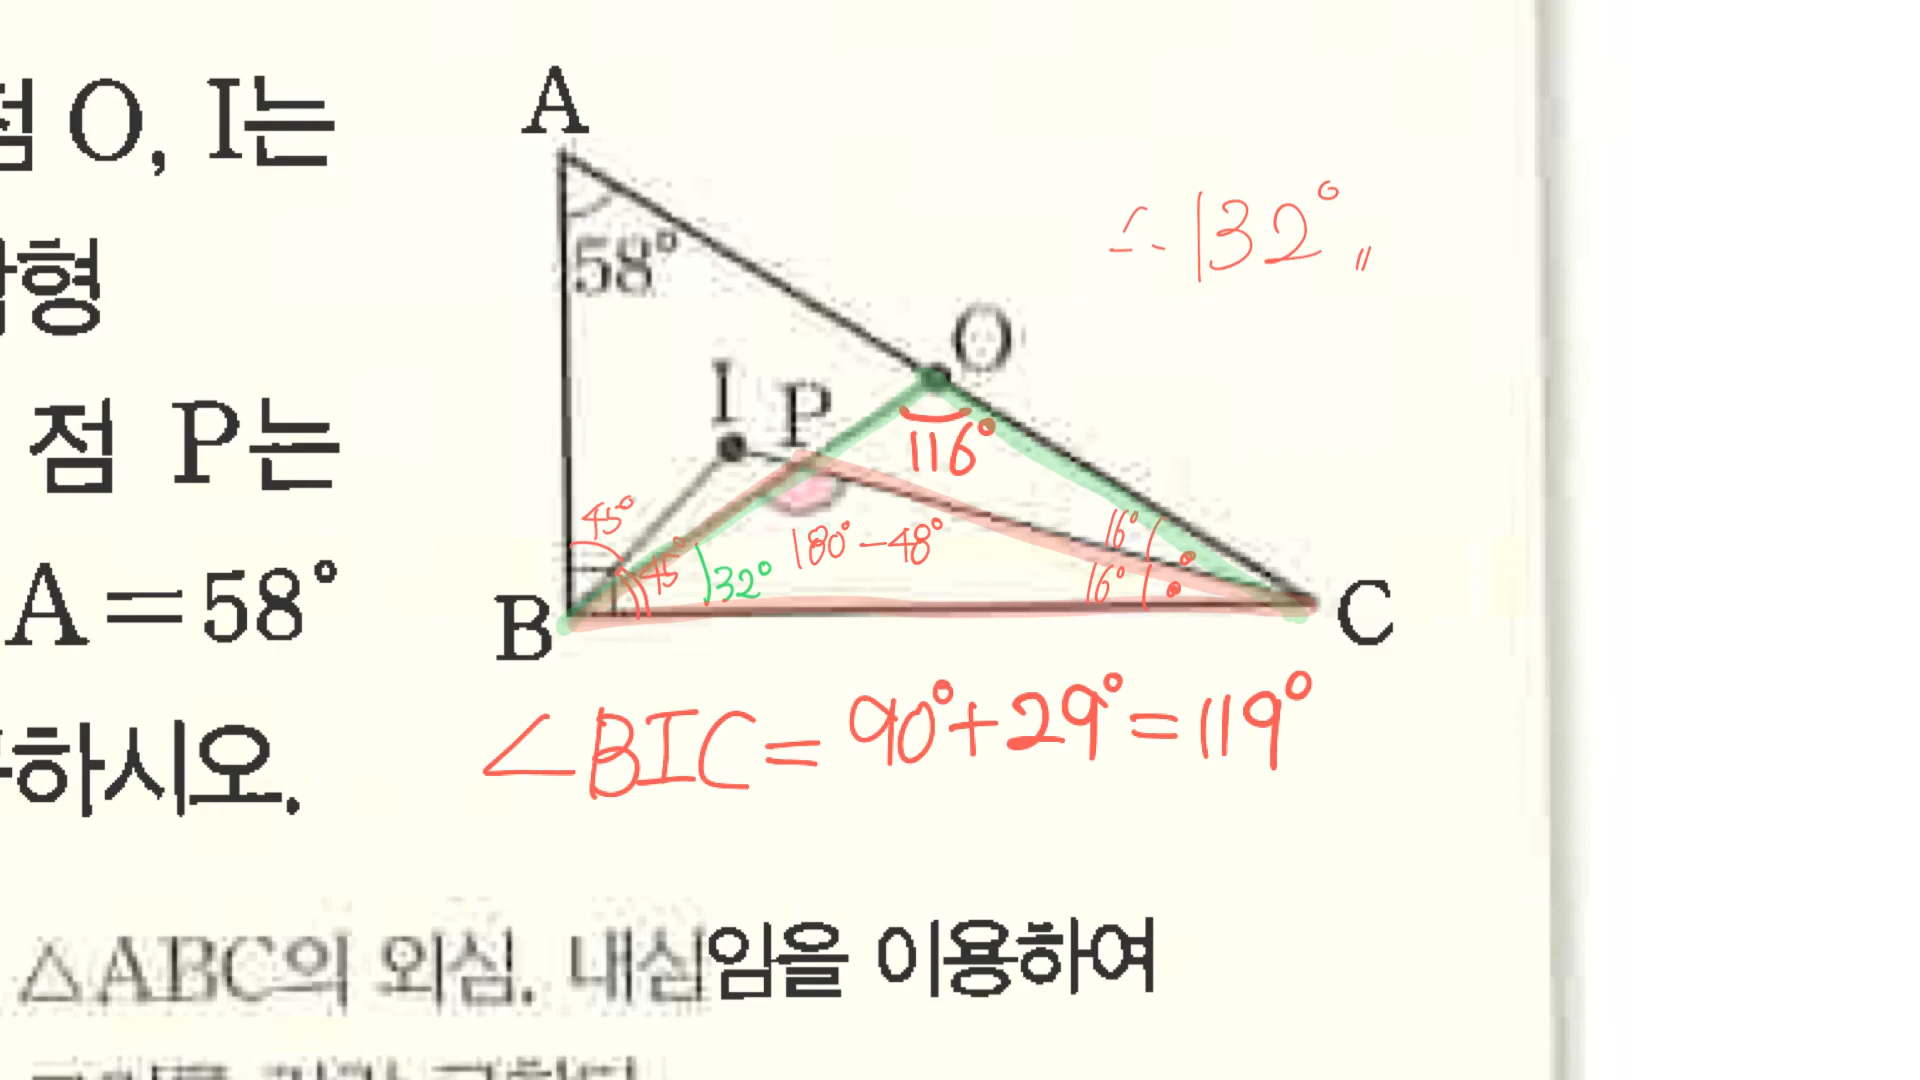 점 O, I는
각형
점 P는
A=58°
하시오.
A
58°
O
I P
116°
45°
45°
32°
180°-48°
16°
16°
B
C
∴ 132°〃
∠BIC=90°+29°=119°
△ABC의 외심, 내심임을 이용하여